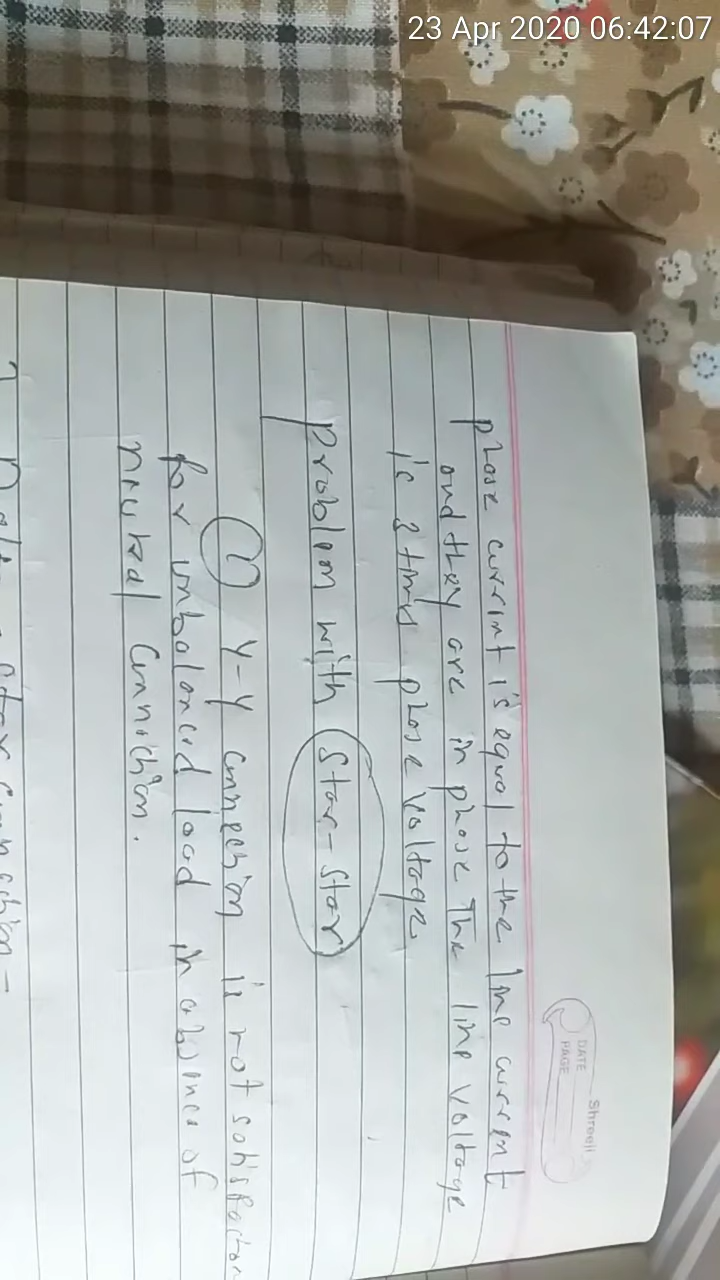 23 Apr 2020 06:42:07
Shreeji
DATE
PAGE
phase current is equal to the line current
and they are in phase The line voltage
is 3 times phase voltage
problem with Star-Star
1) Y-Y connection is not satisfactor
for unbalanced load in absence of
neutral connection.